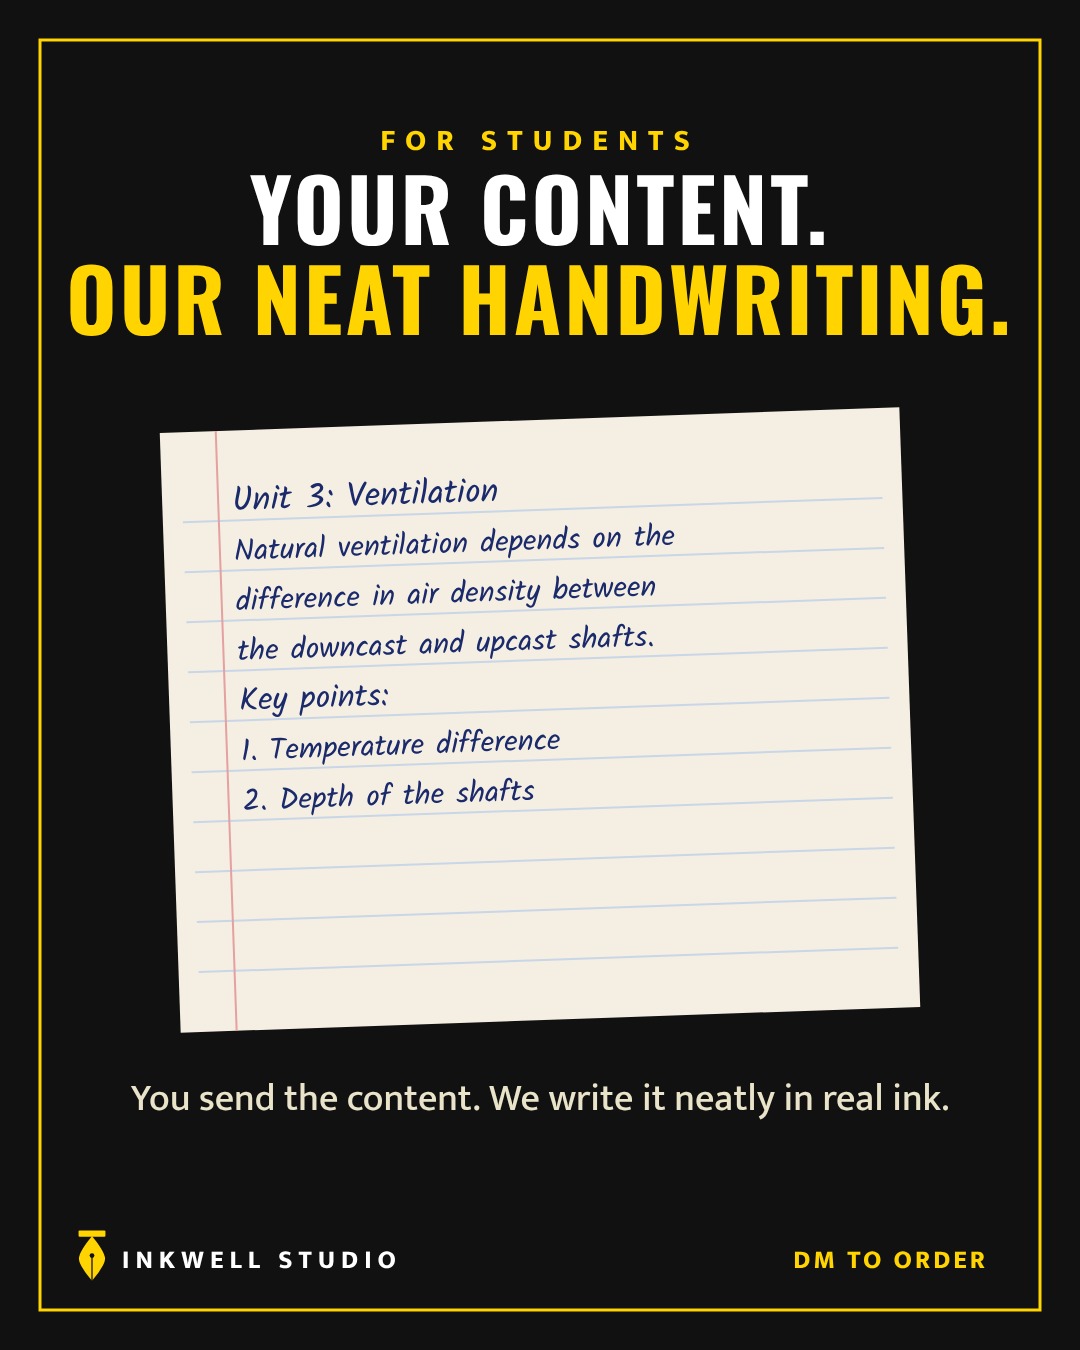 FOR STUDENTS
YOUR CONTENT.
OUR NEAT HANDWRITING.
Unit 3: Ventilation
Natural ventilation depends on the
difference in air density between
the downcast and upcast shafts.
Key points:
1. Temperature difference
2. Depth of the shafts
You send the content. We write it neatly in real ink.
INKWELL STUDIO
DM TO ORDER